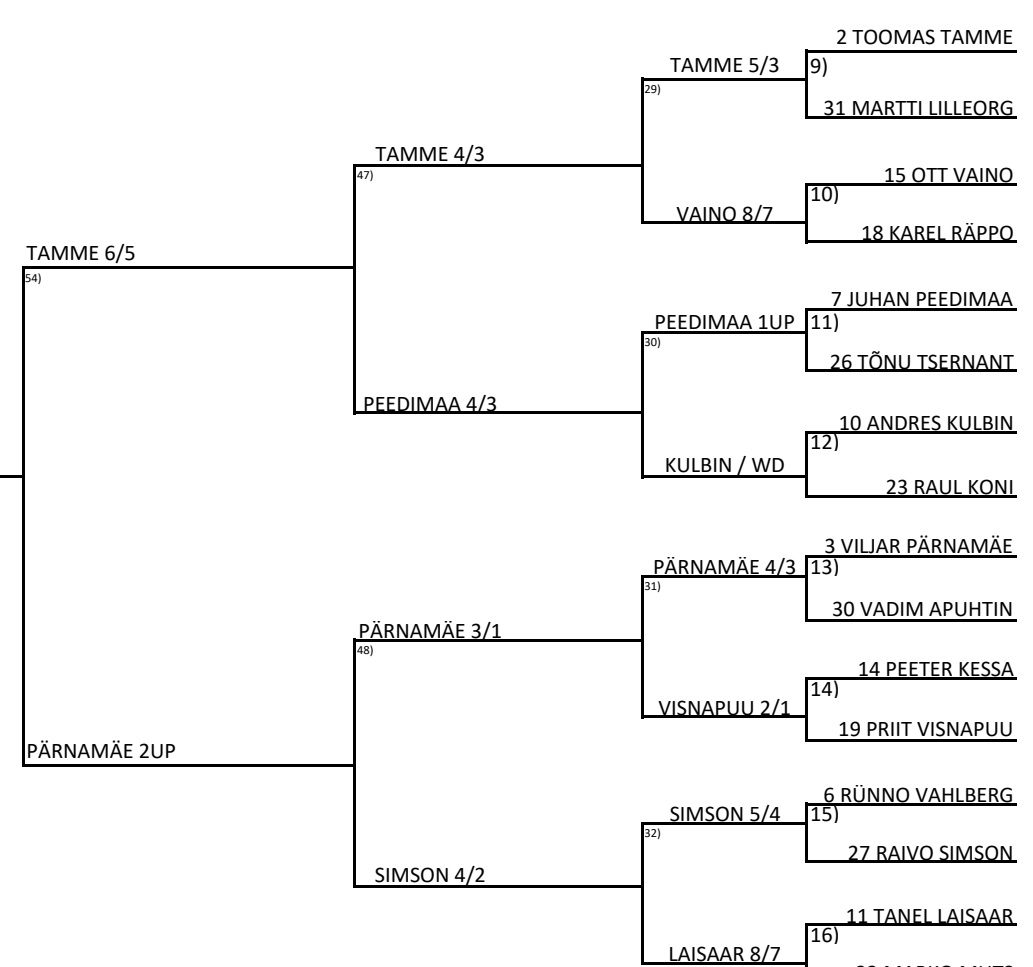 2 TOOMAS TAMME
TAMME 5/3
9)
29)
31 MARTTI LILLEORG
TAMME 4/3
47)
15 OTT VAINO
10)
VAINO 8/7
18 KAREL RÄPPO
TAMME 6/5
54)
7 JUHAN PEEDIMAA
PEEDIMAA 1UP
11)
30)
26 TÕNU TSERNANT
PEEDIMAA 4/3
10 ANDRES KULBIN
12)
KULBIN / WD
23 RAUL KONI
3 VILJAR PÄRNAMÄE
PÄRNAMÄE 4/3
13)
31)
30 VADIM APUHTIN
PÄRNAMÄE 3/1
48)
14 PEETER KESSA
14)
VISNAPUU 2/1
19 PRIIT VISNAPUU
PÄRNAMÄE 2UP
6 RÜNNO VAHLBERG
SIMSON 5/4
15)
32)
27 RAIVO SIMSON
SIMSON 4/2
11 TANEL LAISAAR
16)
LAISAAR 8/7